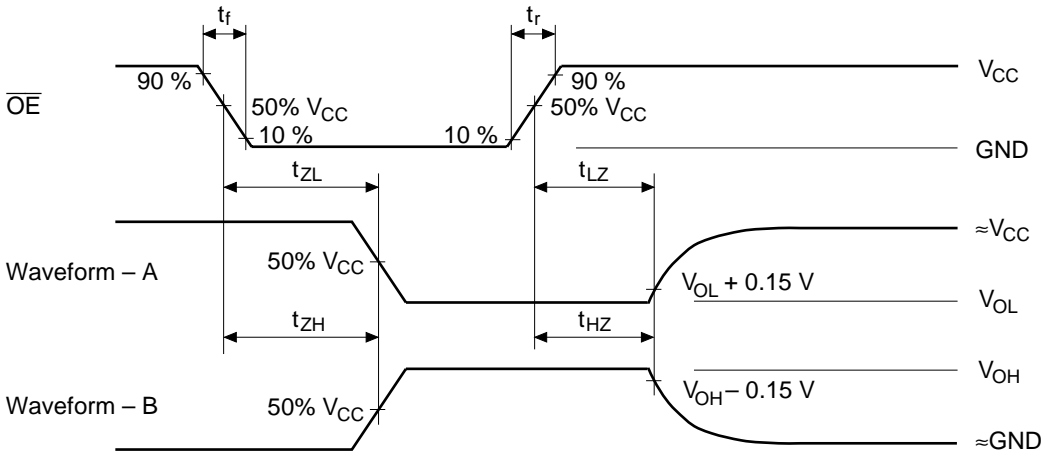 tf
tr
90 %
90 %
VCC
OE
50% VCC
50% VCC
10 %
10 %
GND
tZL
tLZ
≈VCC
Waveform – A
50% VCC
VOL + 0.15 V
VOL
tZH
tHZ
VOH
VOH – 0.15 V
Waveform – B
50% VCC
≈GND